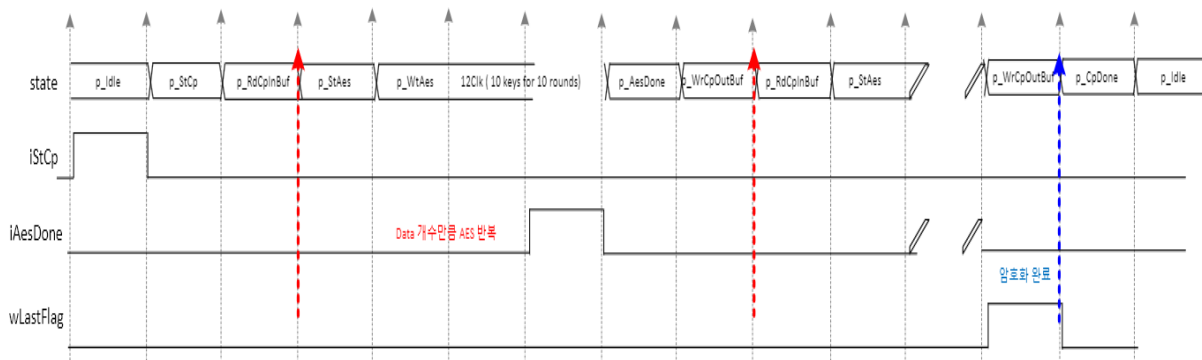 state
p_Idle
p_StCp
p_RdCpInBuf
p_StAes
p_WtAes
12Clk ( 10 keys for 10 rounds)
p_AesDone
p_WrCpOutBuf
p_RdCpInBuf
p_StAes
p_WrCpOutBuf
p_CpDone
p_Idle
iStCp
iAesDone
Data 개수만큼 AES 반복
암호화 완료
wLastFlag